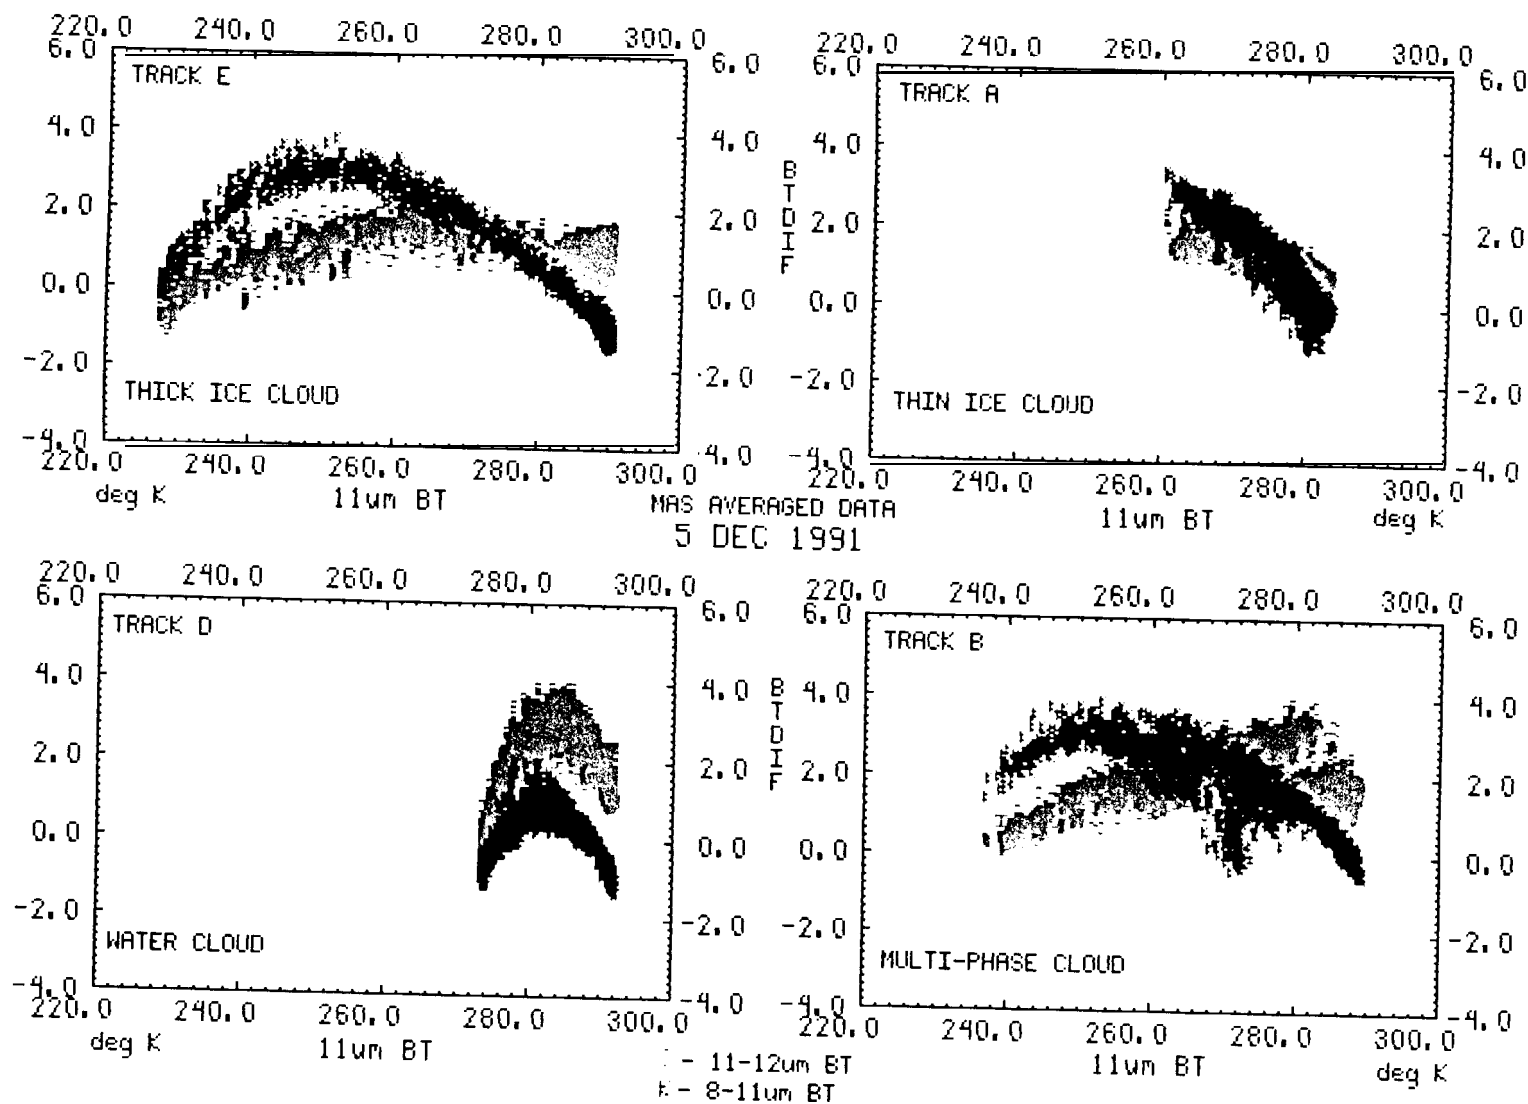 220.0 240.0 260.0 280.0 300.0
220.0 240.0 260.0 280.0 300.0
6.0 TRACK E 6.0
6.0 TRACK A 6.0
4.0 4.0
4.0 4.0
2.0 2.0
2.0 2.0
BTDIF
0.0 0.0
0.0 0.0
-2.0 -2.0
-2.0 -2.0
THICK ICE CLOUD
THIN ICE CLOUD
-4.0 -4.0
-4.0 -4.0
220.0 240.0 260.0 280.0 300.0
220.0 240.0 260.0 280.0 300.0
deg K 11um BT
11um BT deg K
MAS AVERAGED DATA
5 DEC 1991
220.0 240.0 260.0 280.0 300.0
220.0 240.0 260.0 280.0 300.0
6.0 TRACK D 6.0
6.0 TRACK B 6.0
4.0 4.0
4.0 4.0
2.0 2.0
2.0 2.0
BTDIF
0.0 0.0
0.0 0.0
-2.0 -2.0
-2.0 -2.0
WATER CLOUD
MULTI-PHASE CLOUD
-4.0 -4.0
-4.0 -4.0
220.0 240.0 260.0 280.0 300.0
220.0 240.0 260.0 280.0 300.0
deg K 11um BT
11um BT deg K
- 11-12um BT
- 8-11um BT